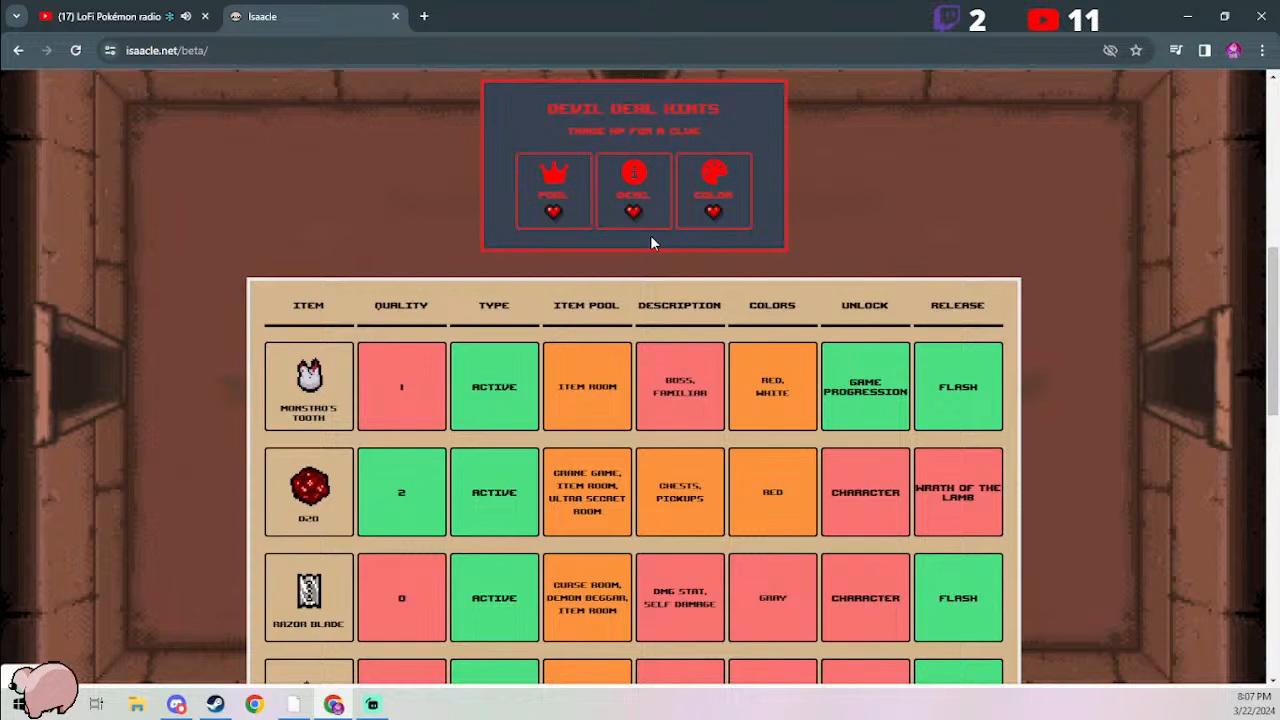 (17) LoFi Pokémon radio
Isaacle
2
11
isaacle.net/beta/
DEVIL DEAL HINTS
TRADE HP FOR A CLUE
POOL
DEAL
COLOR
ITEM QUALITY TYPE ITEM POOL DESCRIPTION COLORS UNLOCK RELEASE
MONSTRO'S
TOOTH
1
ACTIVE
ITEM ROOM
BOSS,
FAMILIAR
RED,
WHITE
GAME
PROGRESSION
FLASH
D20
2
ACTIVE
CRANE GAME,
ITEM ROOM,
ULTRA SECRET
ROOM
CHESTS,
PICKUPS
RED
CHARACTER
WRATH OF THE
LAMB
RAZOR BLADE
0
ACTIVE
CURSE ROOM,
DEMON BEGGAR,
ITEM ROOM
DMG STAT,
SELF DAMAGE
GRAY
CHARACTER
FLASH
8:07 PM
3/22/2024